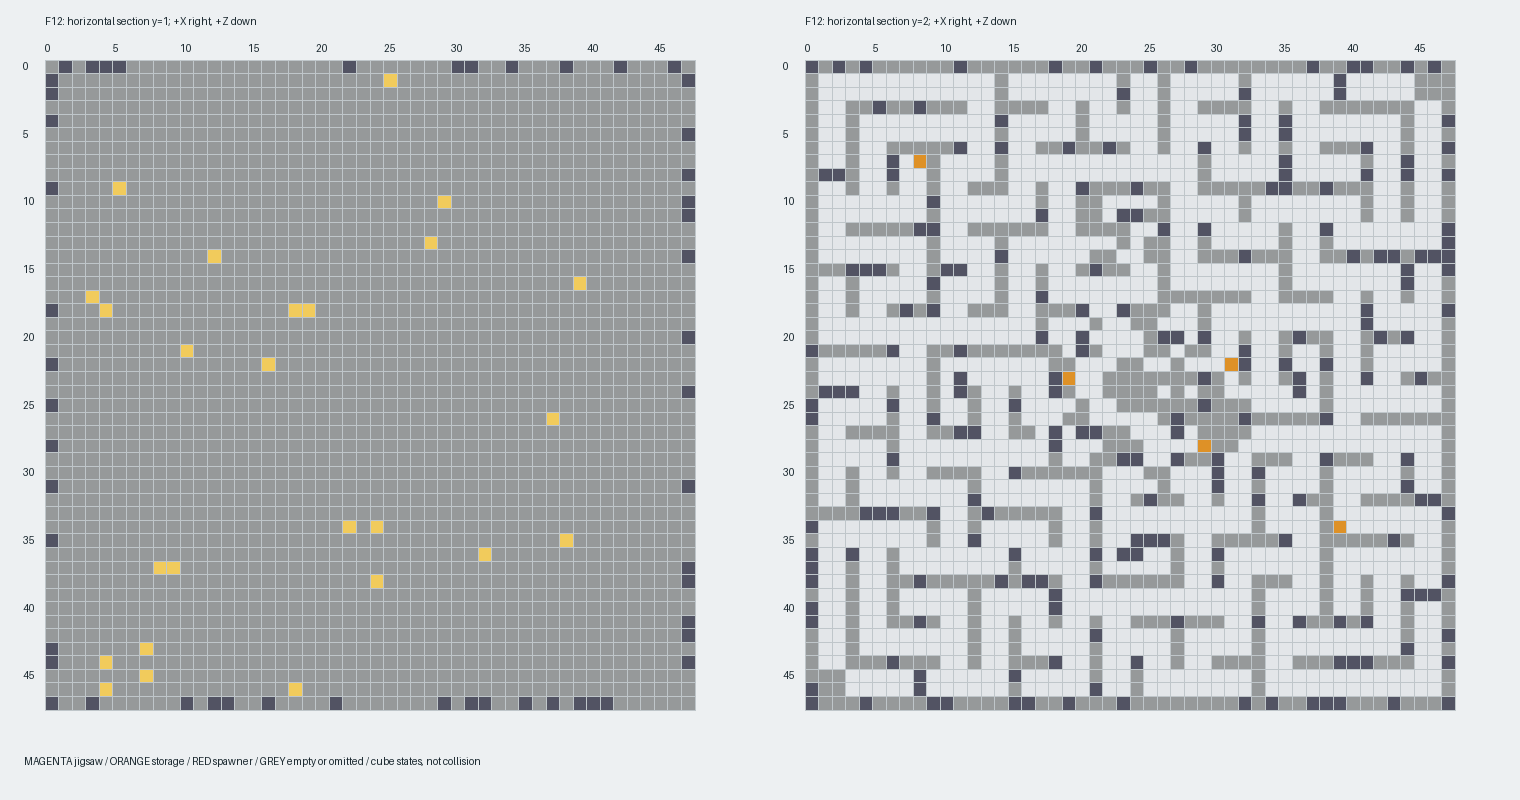 F12: horizontal section y=1; +X right, +Z down
F12: horizontal section y=2; +X right, +Z down
0 5 10 15 20 25 30 35 40 45
0 5 10 15 20 25 30 35 40 45
0 0
5 5
10 10
15 15
20 20
25 25
30 30
35 35
40 40
45 45
MAGENTA jigsaw / ORANGE storage / RED spawner / GREY empty or omitted / cube states, not collision